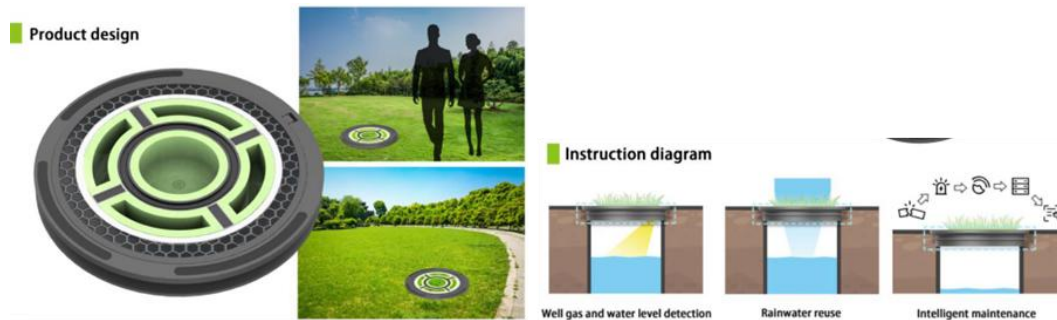 Product design
Instruction diagram
Well gas and water level detection
Rainwater reuse
Intelligent maintenance